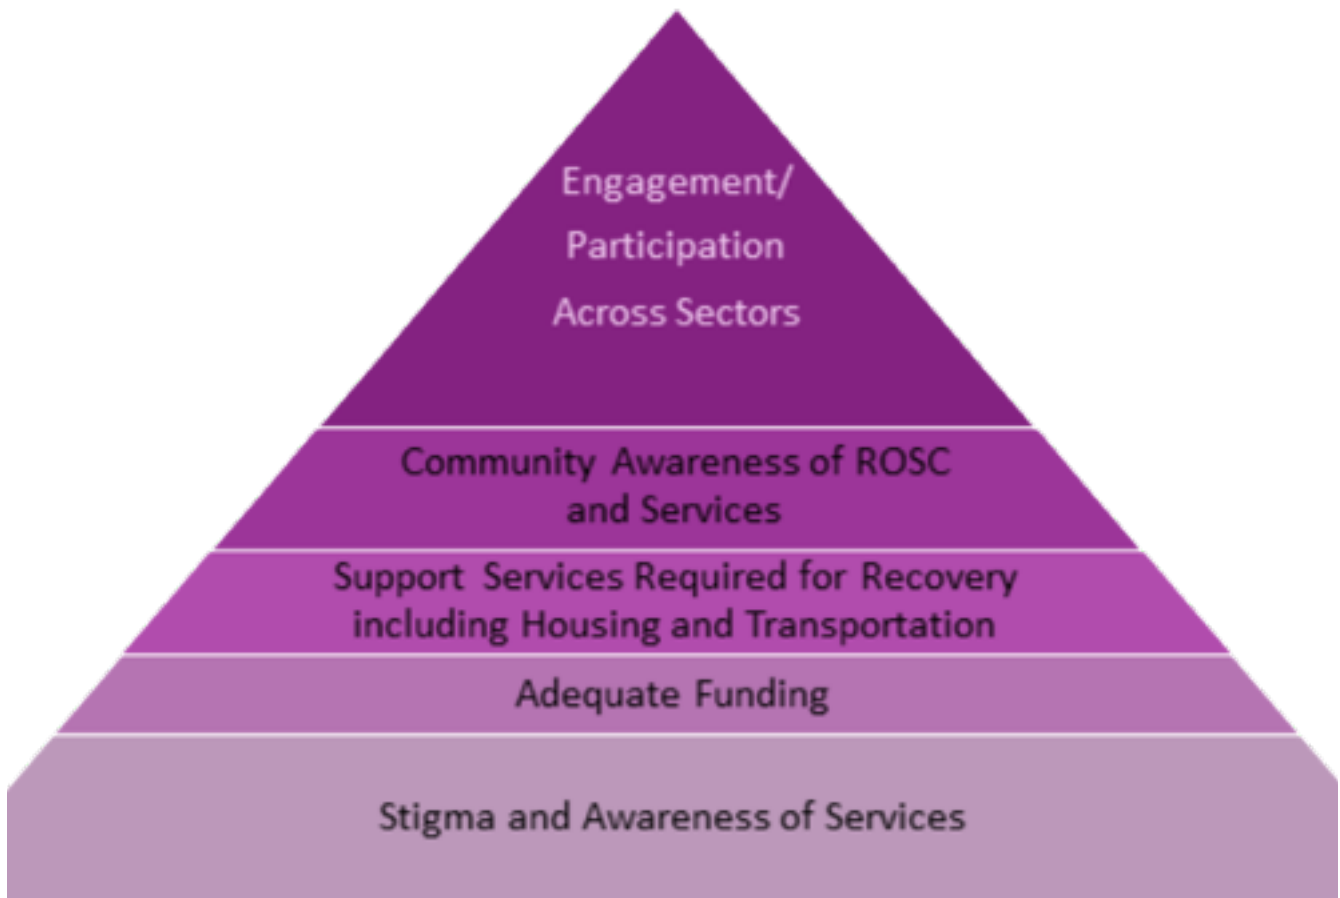 Engagement/
Participation
Across Sectors
Community Awareness of ROSC
and Services
Support Services Required for Recovery
including Housing and Transportation
Adequate Funding
Stigma and Awareness of Services